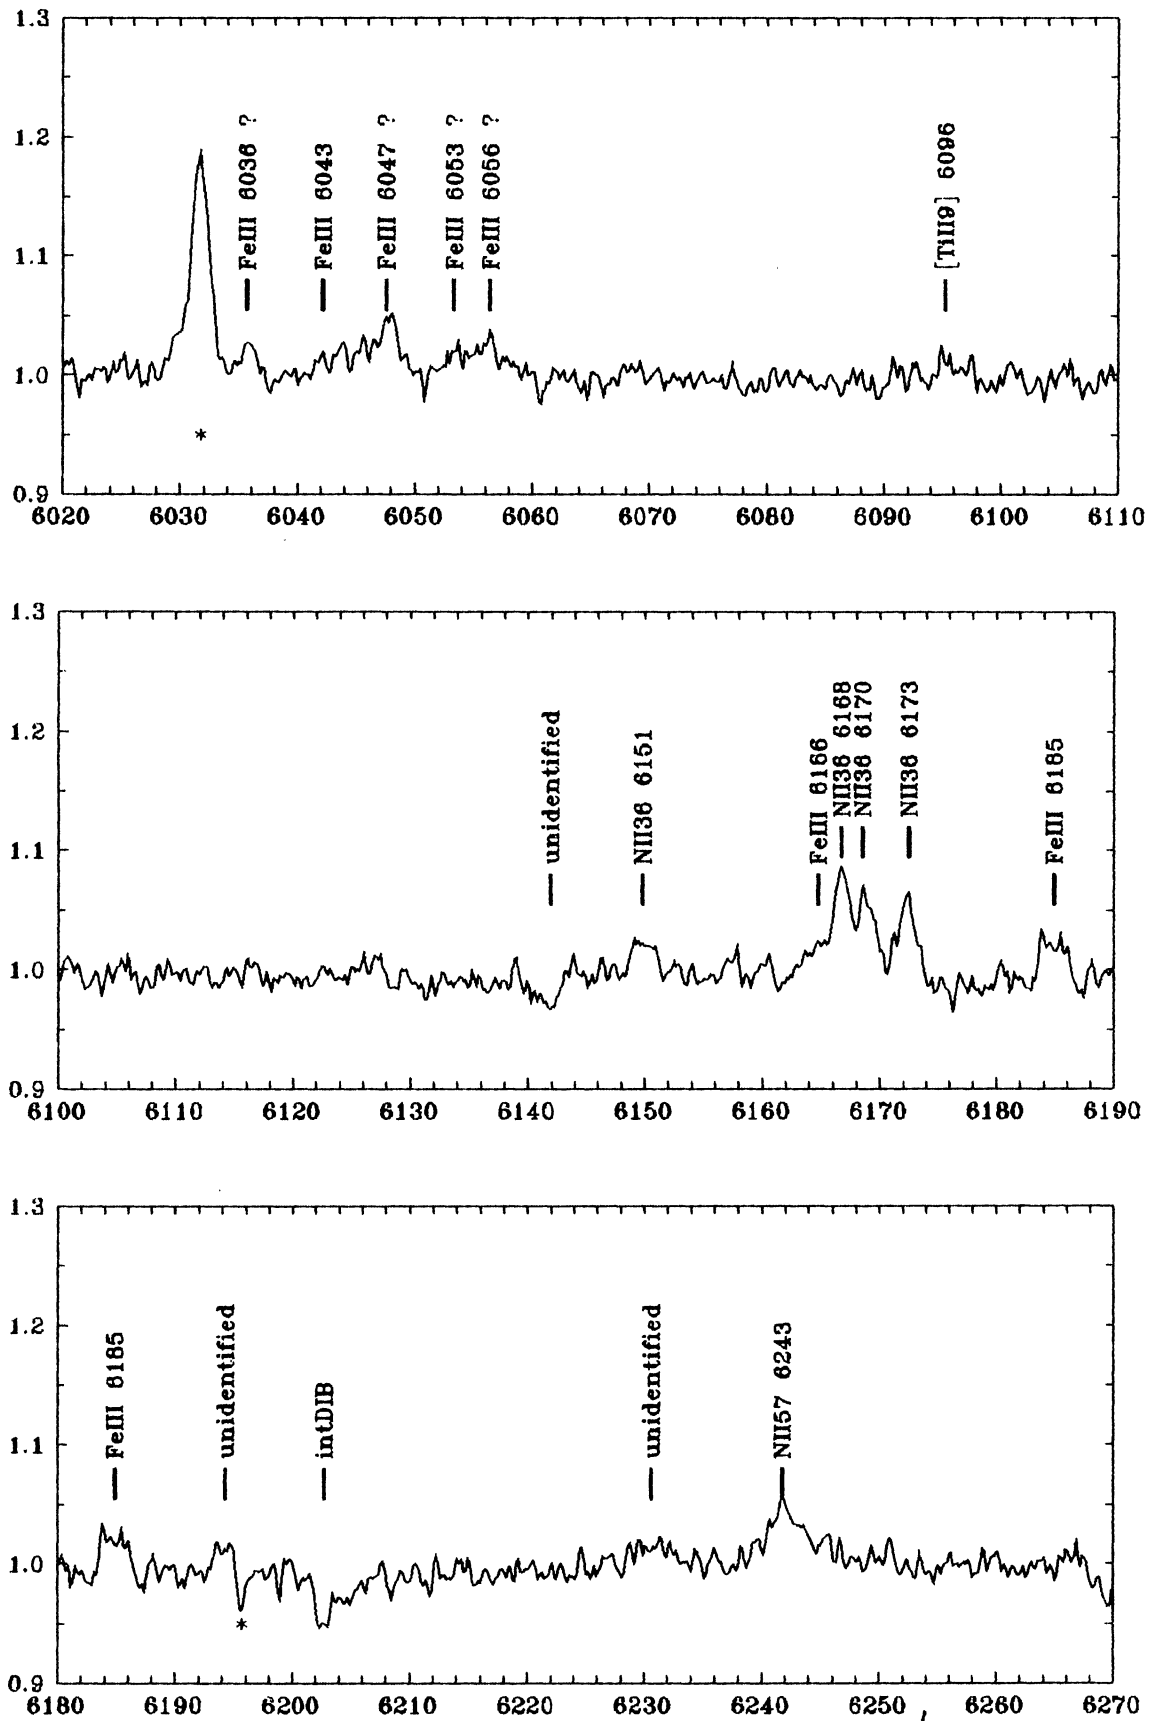 1.3
1.2
1.1
1.0
0.9
FeIII 6036 ?
FeIII 6043
FeIII 6047 ?
FeIII 6053 ?
FeIII 6056 ?
[TiII9] 6096
*
6020 6030 6040 6050 6060 6070 6080 6090 6100 6110
1.3
1.2
1.1
1.0
0.9
unidentified
NII36 6151
FeIII 6166
NII36 6168
NII36 6170
NII36 6173
FeIII 6185
6100 6110 6120 6130 6140 6150 6160 6170 6180 6190
1.3
1.2
1.1
1.0
0.9
FeIII 6185
unidentified
intDIB
unidentified
NII57 6243
*
6180 6190 6200 6210 6220 6230 6240 6250 6260 6270